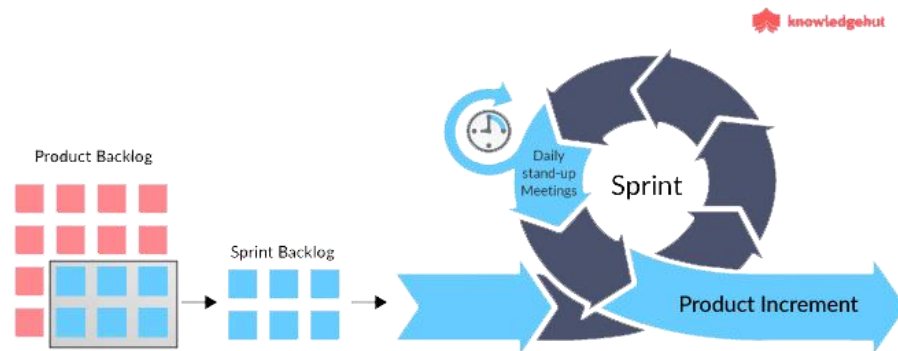 knowledgehut
Product Backlog
Sprint Backlog
Daily
stand-up
Meetings
Sprint
Product Increment